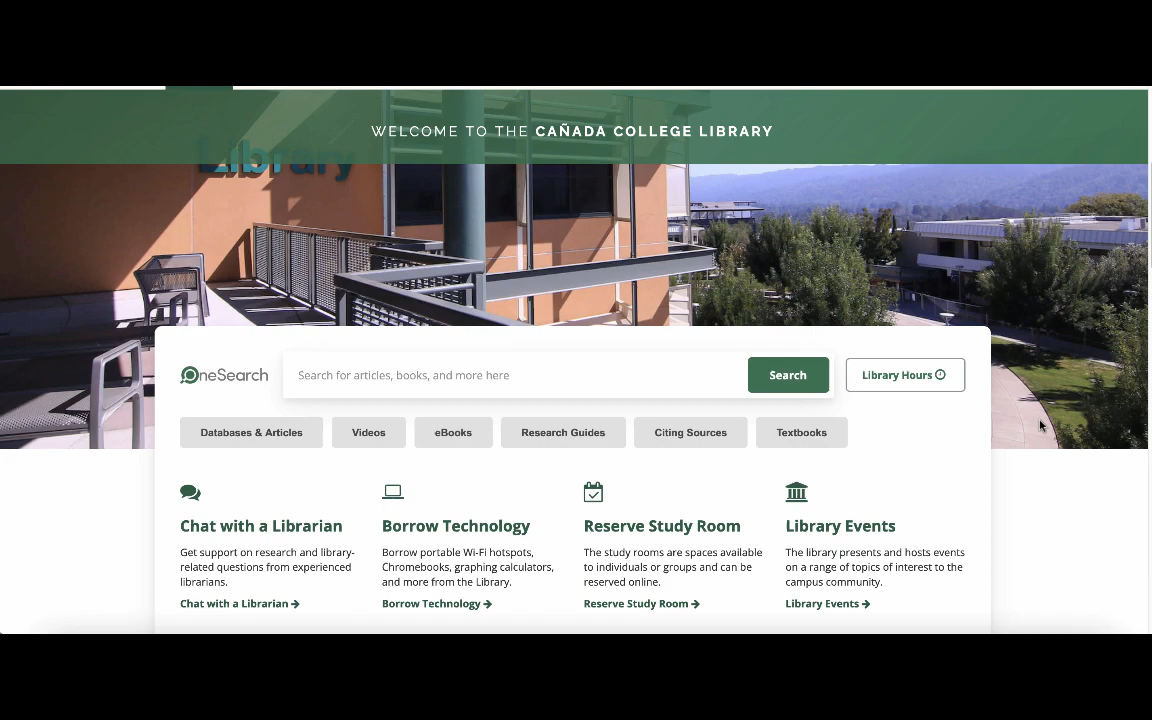 WELCOME TO THE CAÑADA COLLEGE LIBRARY
Library
OneSearch
Search for articles, books, and more here
Search
Library Hours
Databases & Articles
Videos
eBooks
Research Guides
Citing Sources
Textbooks
Chat with a Librarian
Get support on research and library-
related questions from experienced
librarians.
Chat with a Librarian
Borrow Technology
Borrow portable Wi-Fi hotspots,
Chromebooks, graphing calculators,
and more from the Library.
Borrow Technology
Reserve Study Room
The study rooms are spaces available
to individuals or groups and can be
reserved online.
Reserve Study Room
Library Events
The library presents and hosts events
on a range of topics of interest to the
campus community.
Library Events